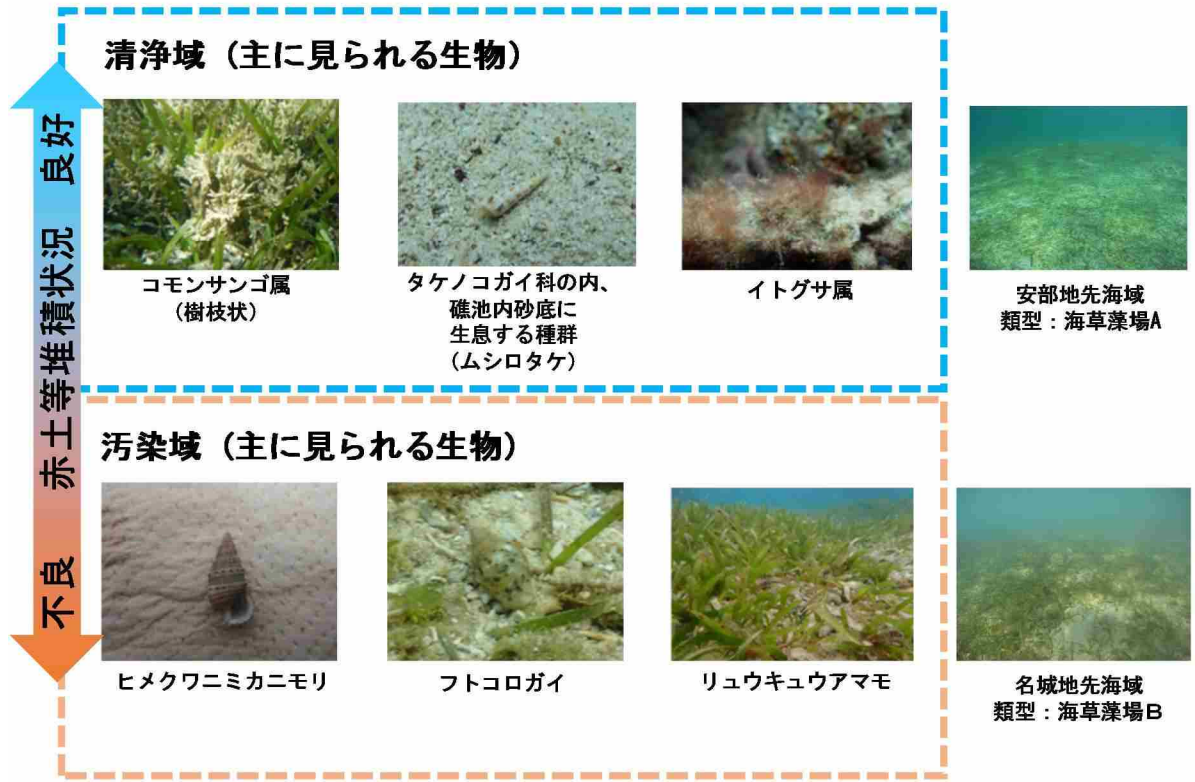 清浄域（主に見られる生物）
良好
赤土等堆積状況
不良
コモンサンゴ属
（樹枝状）
タケノコガイ科の内、
礁池内砂底に
生息する種群
（ムシロタケ）
イトグサ属
安部地先海域
類型：海草藻場A
汚染域（主に見られる生物）
ヒメクワニミカニモリ
フトコロガイ
リュウキュウアマモ
名城地先海域
類型：海草藻場B